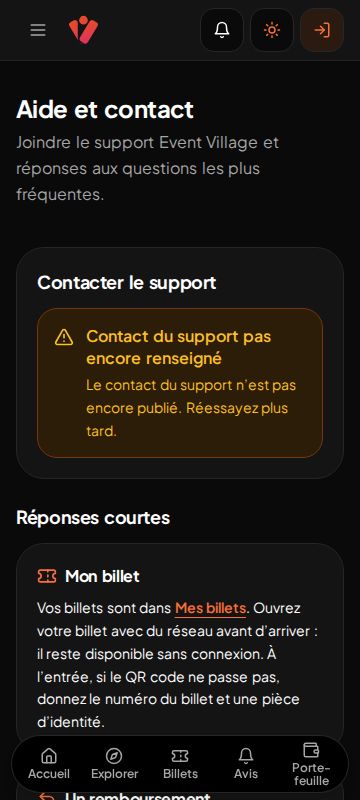 Aide et contact
Joindre le support Event Village et
réponses aux questions les plus
fréquentes.
Contacter le support
Contact du support pas
encore renseigné
Le contact du support n’est pas
encore publié. Réessayez plus
tard.
Réponses courtes
Mon billet
Vos billets sont dans Mes billets. Ouvrez
votre billet avec du réseau avant d’arriver :
il reste disponible sans connexion. À
l’entrée, si le QR code ne passe pas,
donnez le numéro du billet et une pièce
d’identité.
Un remboursement
Accueil
Explorer
Billets
Avis
Porte-
feuille